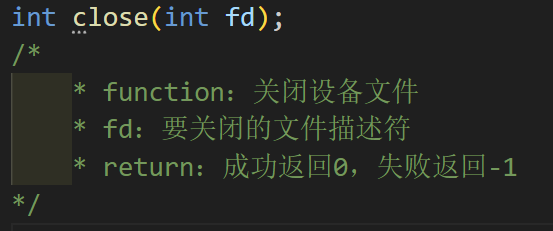 int close(int fd);
/*
* function：关闭设备文件
* fd：要关闭的文件描述符
* return：成功返回0，失败返回-1
*/